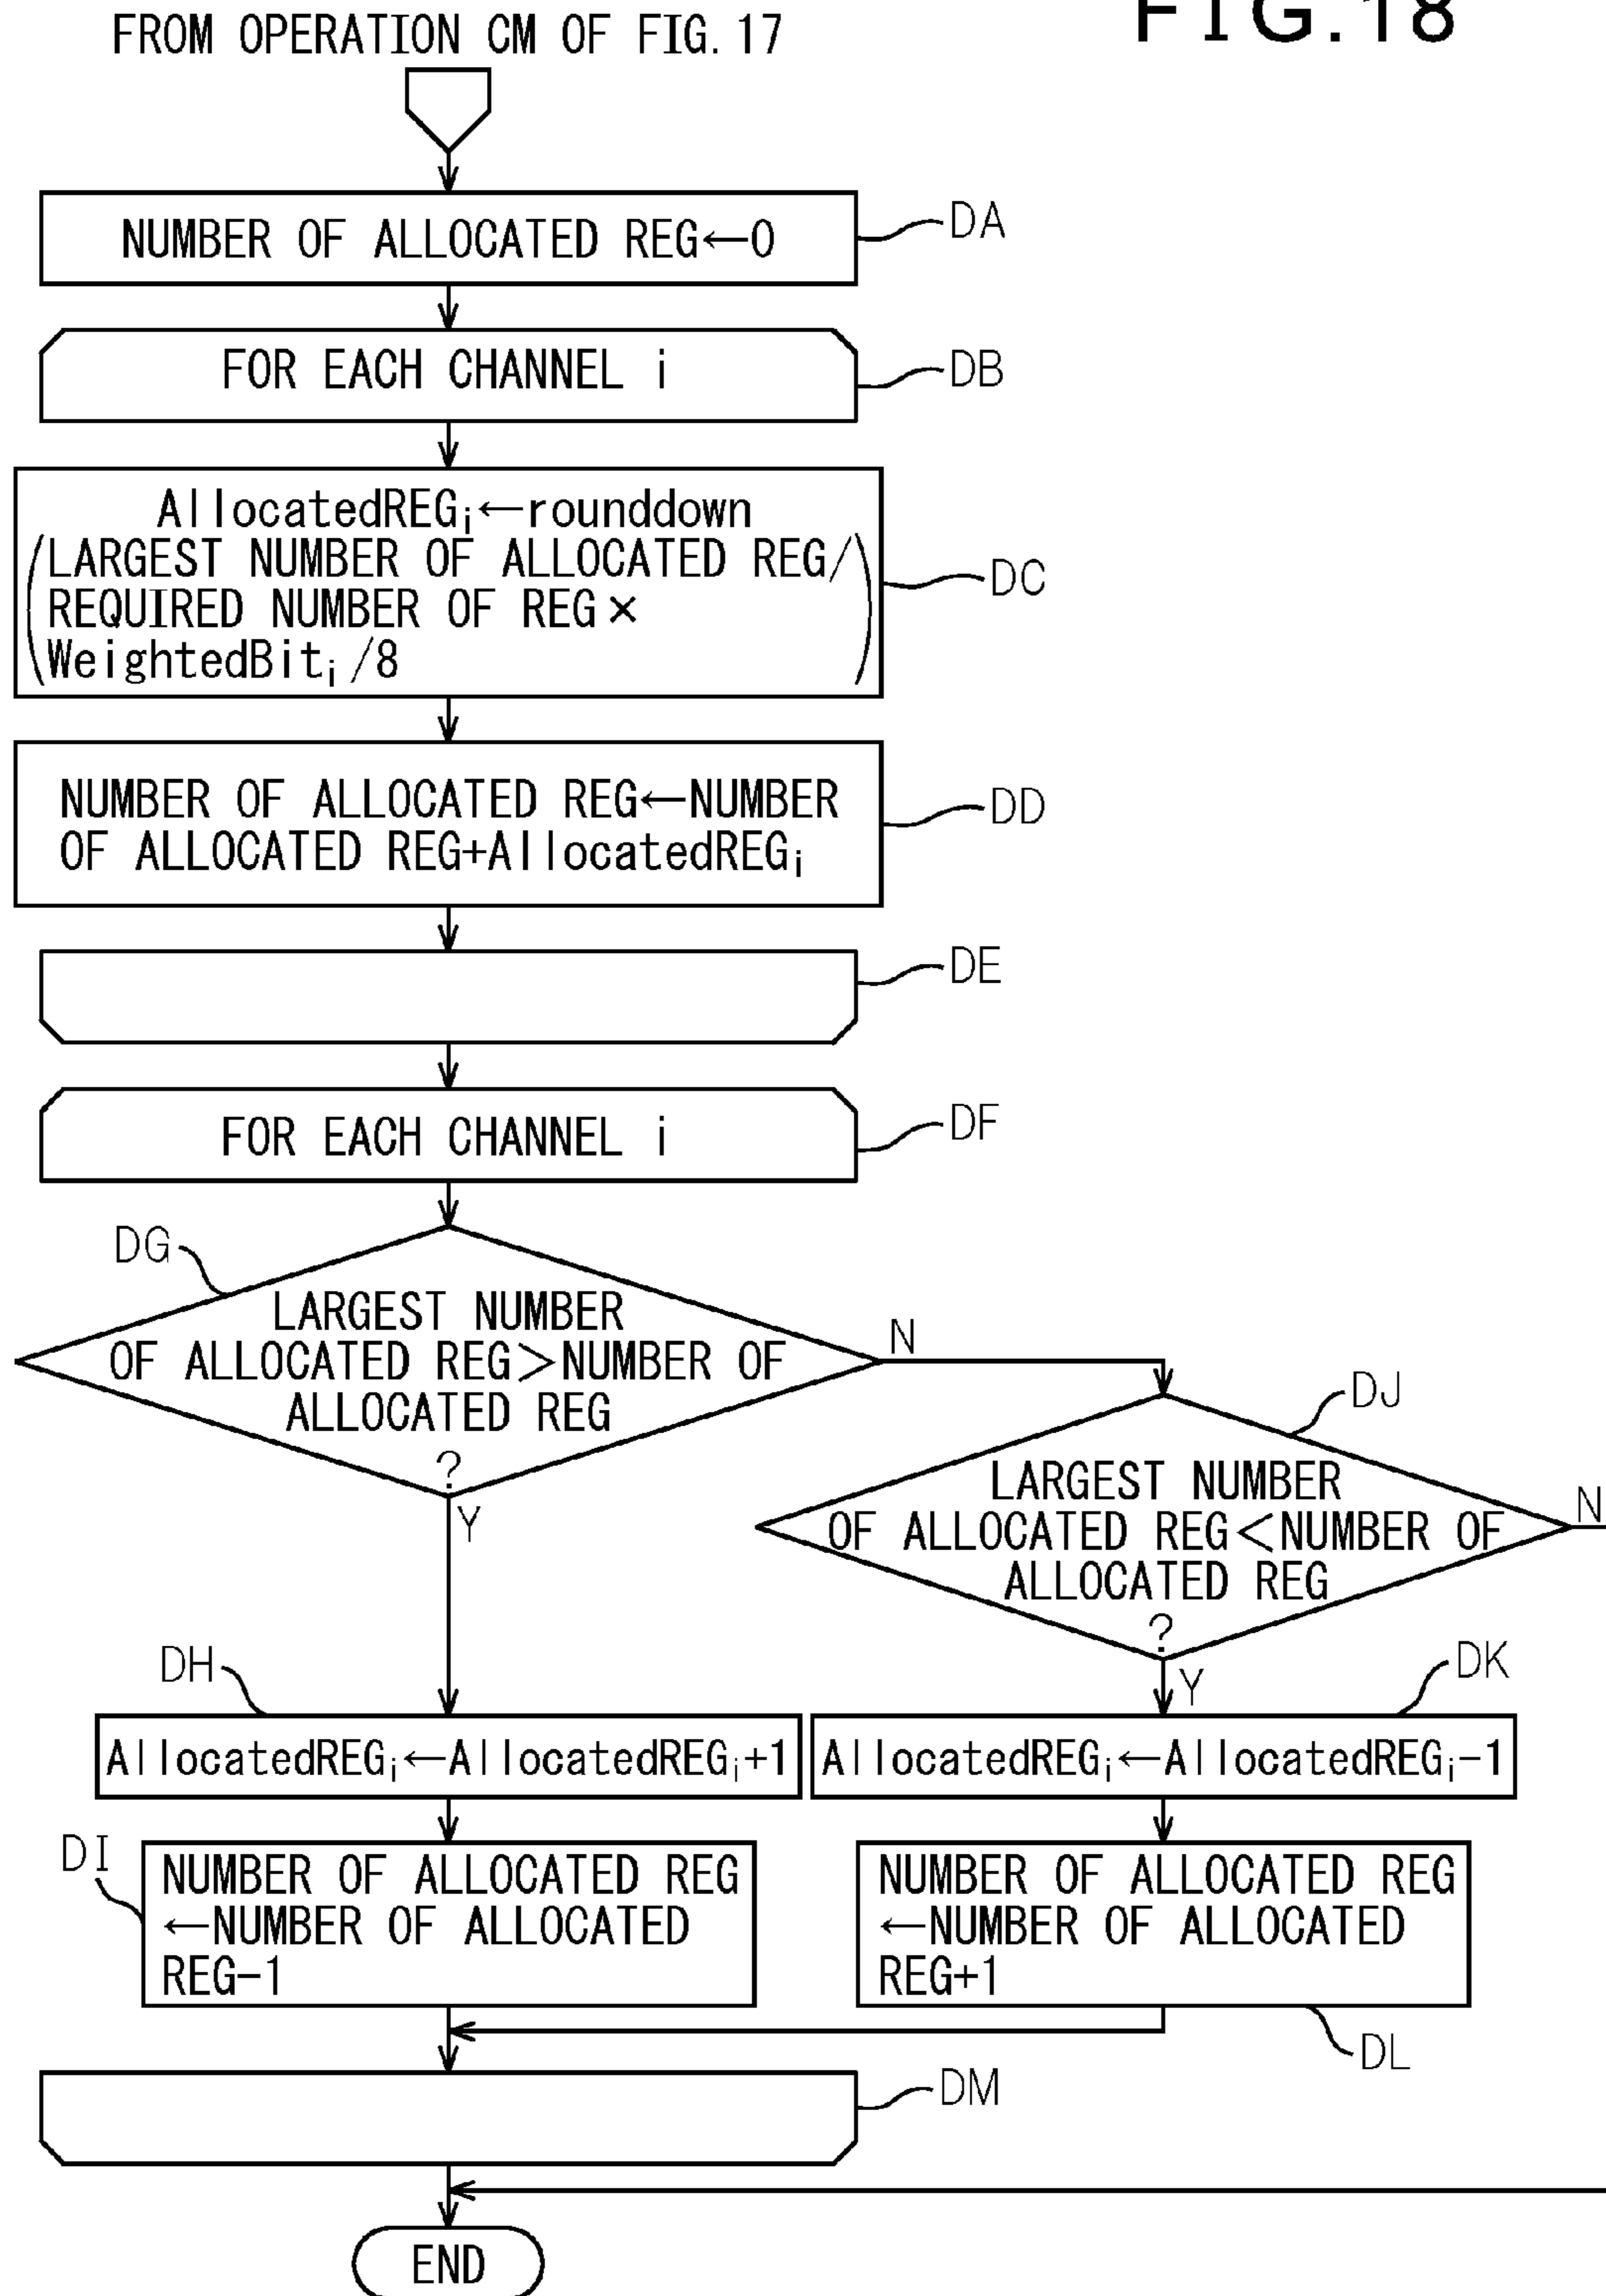 FIG.18
FROM OPERATION CM OF FIG.17
NUMBER OF ALLOCATED REG←0
DA
FOR EACH CHANNEL i
DB
AllocatedREGi←rounddown
(LARGEST NUMBER OF ALLOCATED REG/
REQUIRED NUMBER OF REG×
WeightedBiti/8)
DC
NUMBER OF ALLOCATED REG←NUMBER
OF ALLOCATED REG+AllocatedREGi
DD
DE
FOR EACH CHANNEL i
DF
DG
LARGEST NUMBER
OF ALLOCATED REG>NUMBER OF
ALLOCATED REG
?
N
Y
DJ
LARGEST NUMBER
OF ALLOCATED REG<NUMBER OF
ALLOCATED REG
?
N
Y
DH
AllocatedREGi←AllocatedREGi+1
DK
AllocatedREGi←AllocatedREGi-1
DI
NUMBER OF ALLOCATED REG
←NUMBER OF ALLOCATED
REG-1
NUMBER OF ALLOCATED REG
←NUMBER OF ALLOCATED
REG+1
DL
DM
END